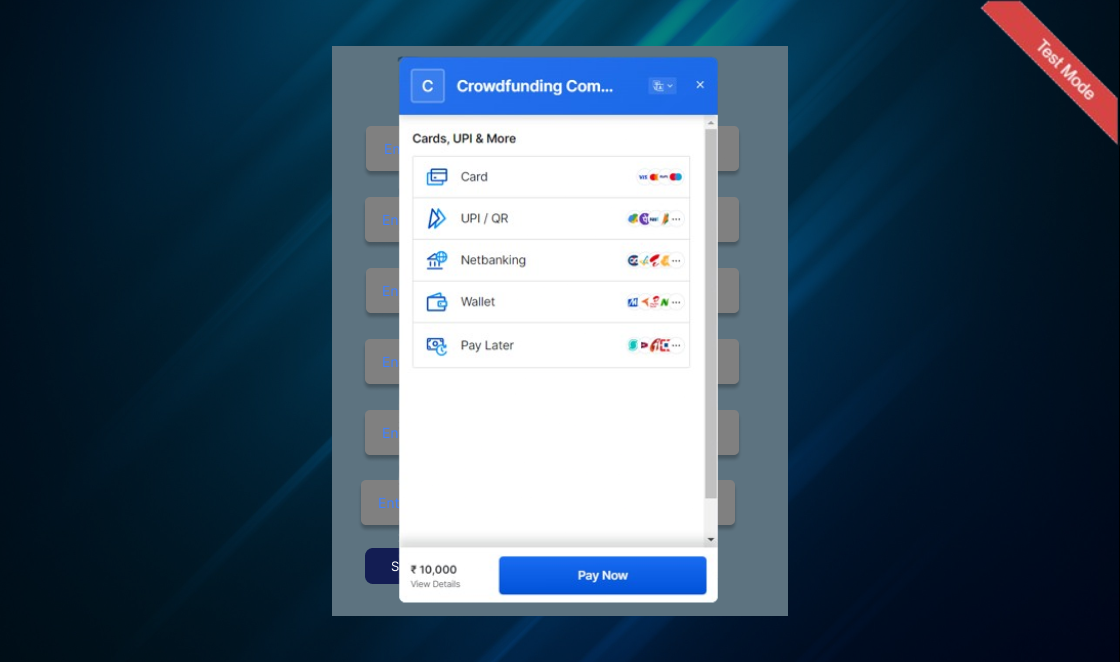 Test Mode
C
Crowdfunding Com...
Cards, UPI & More
Card
VISA
UPI / QR
Netbanking
Wallet
Pay Later
₹ 10,000
View Details
Pay Now